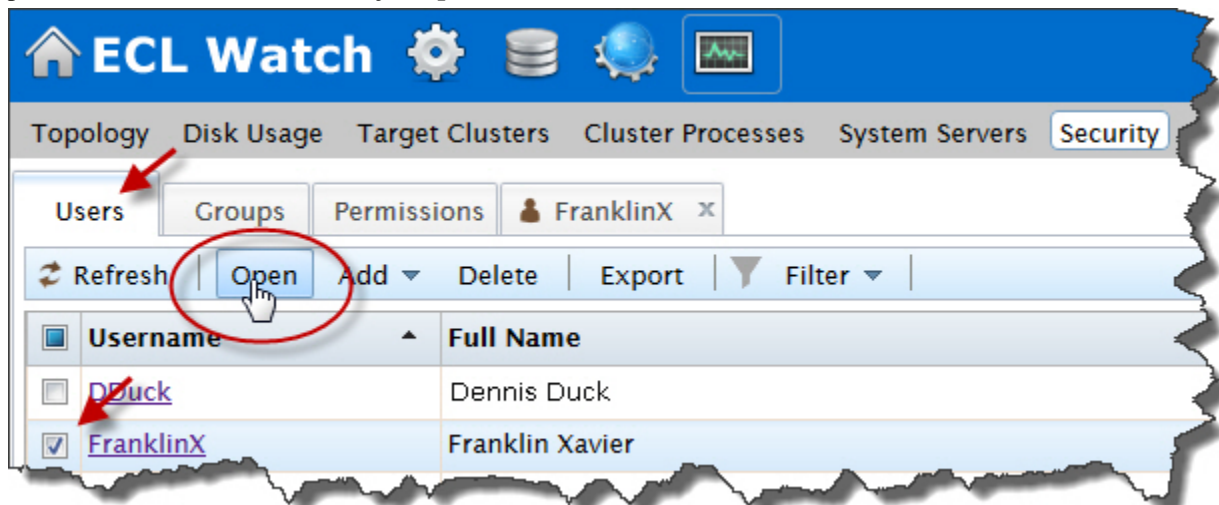 ECL Watch
Topology Disk Usage Target Clusters Cluster Processes System Servers Security
Users Groups Permissions FranklinX x
Refresh Open Add Delete Export Filter
Username Full Name
DDuck Dennis Duck
FranklinX Franklin Xavier